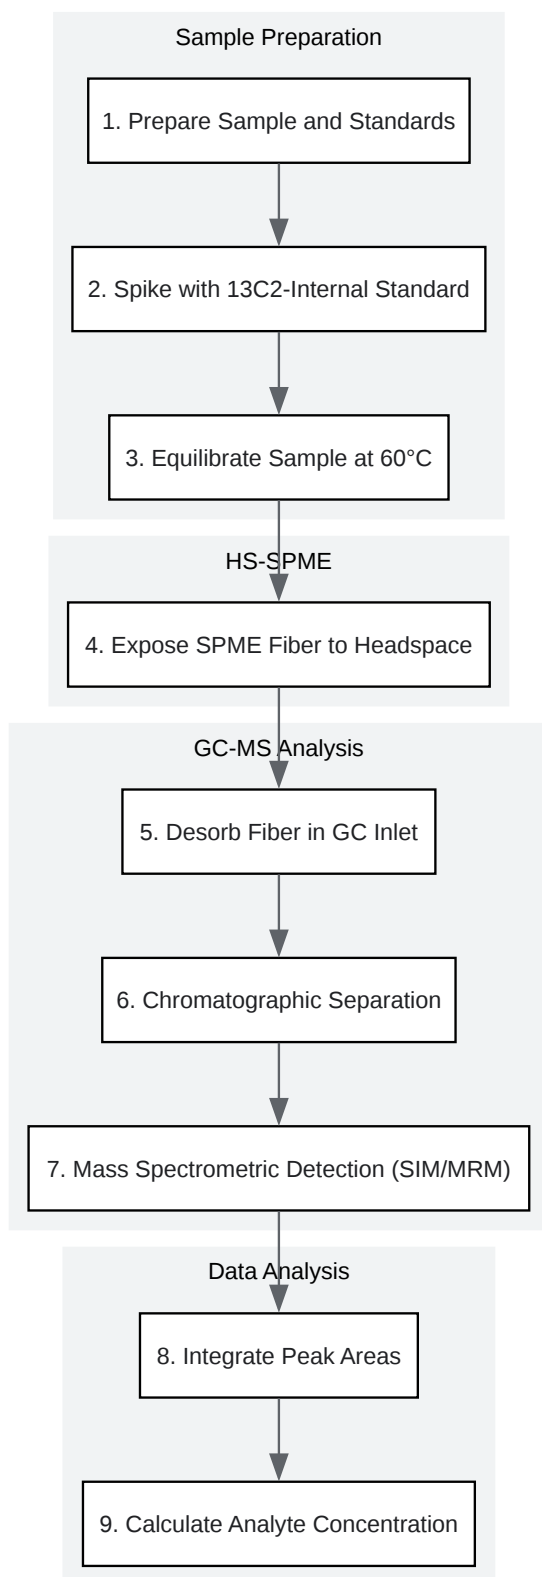 Sample Preparation
1. Prepare Sample and Standards
2. Spike with 13C2-Internal Standard
3. Equilibrate Sample at 60°C
HS-SPME
4. Expose SPME Fiber to Headspace
GC-MS Analysis
5. Desorb Fiber in GC Inlet
6. Chromatographic Separation
7. Mass Spectrometric Detection (SIM/MRM)
Data Analysis
8. Integrate Peak Areas
9. Calculate Analyte Concentration